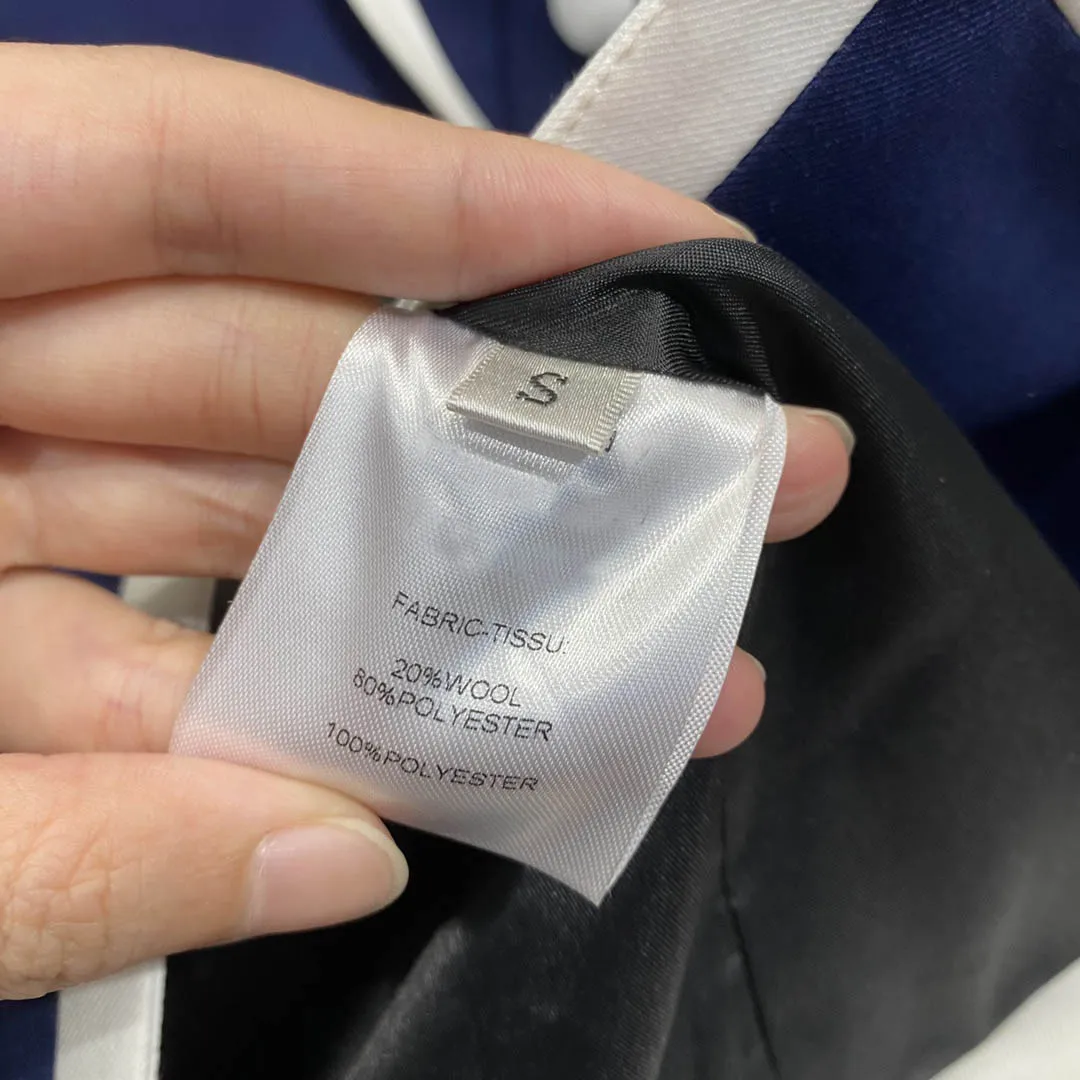 S
FABRIC-TISSU:
20%WOOL
80%POLYESTER
100%POLYESTER